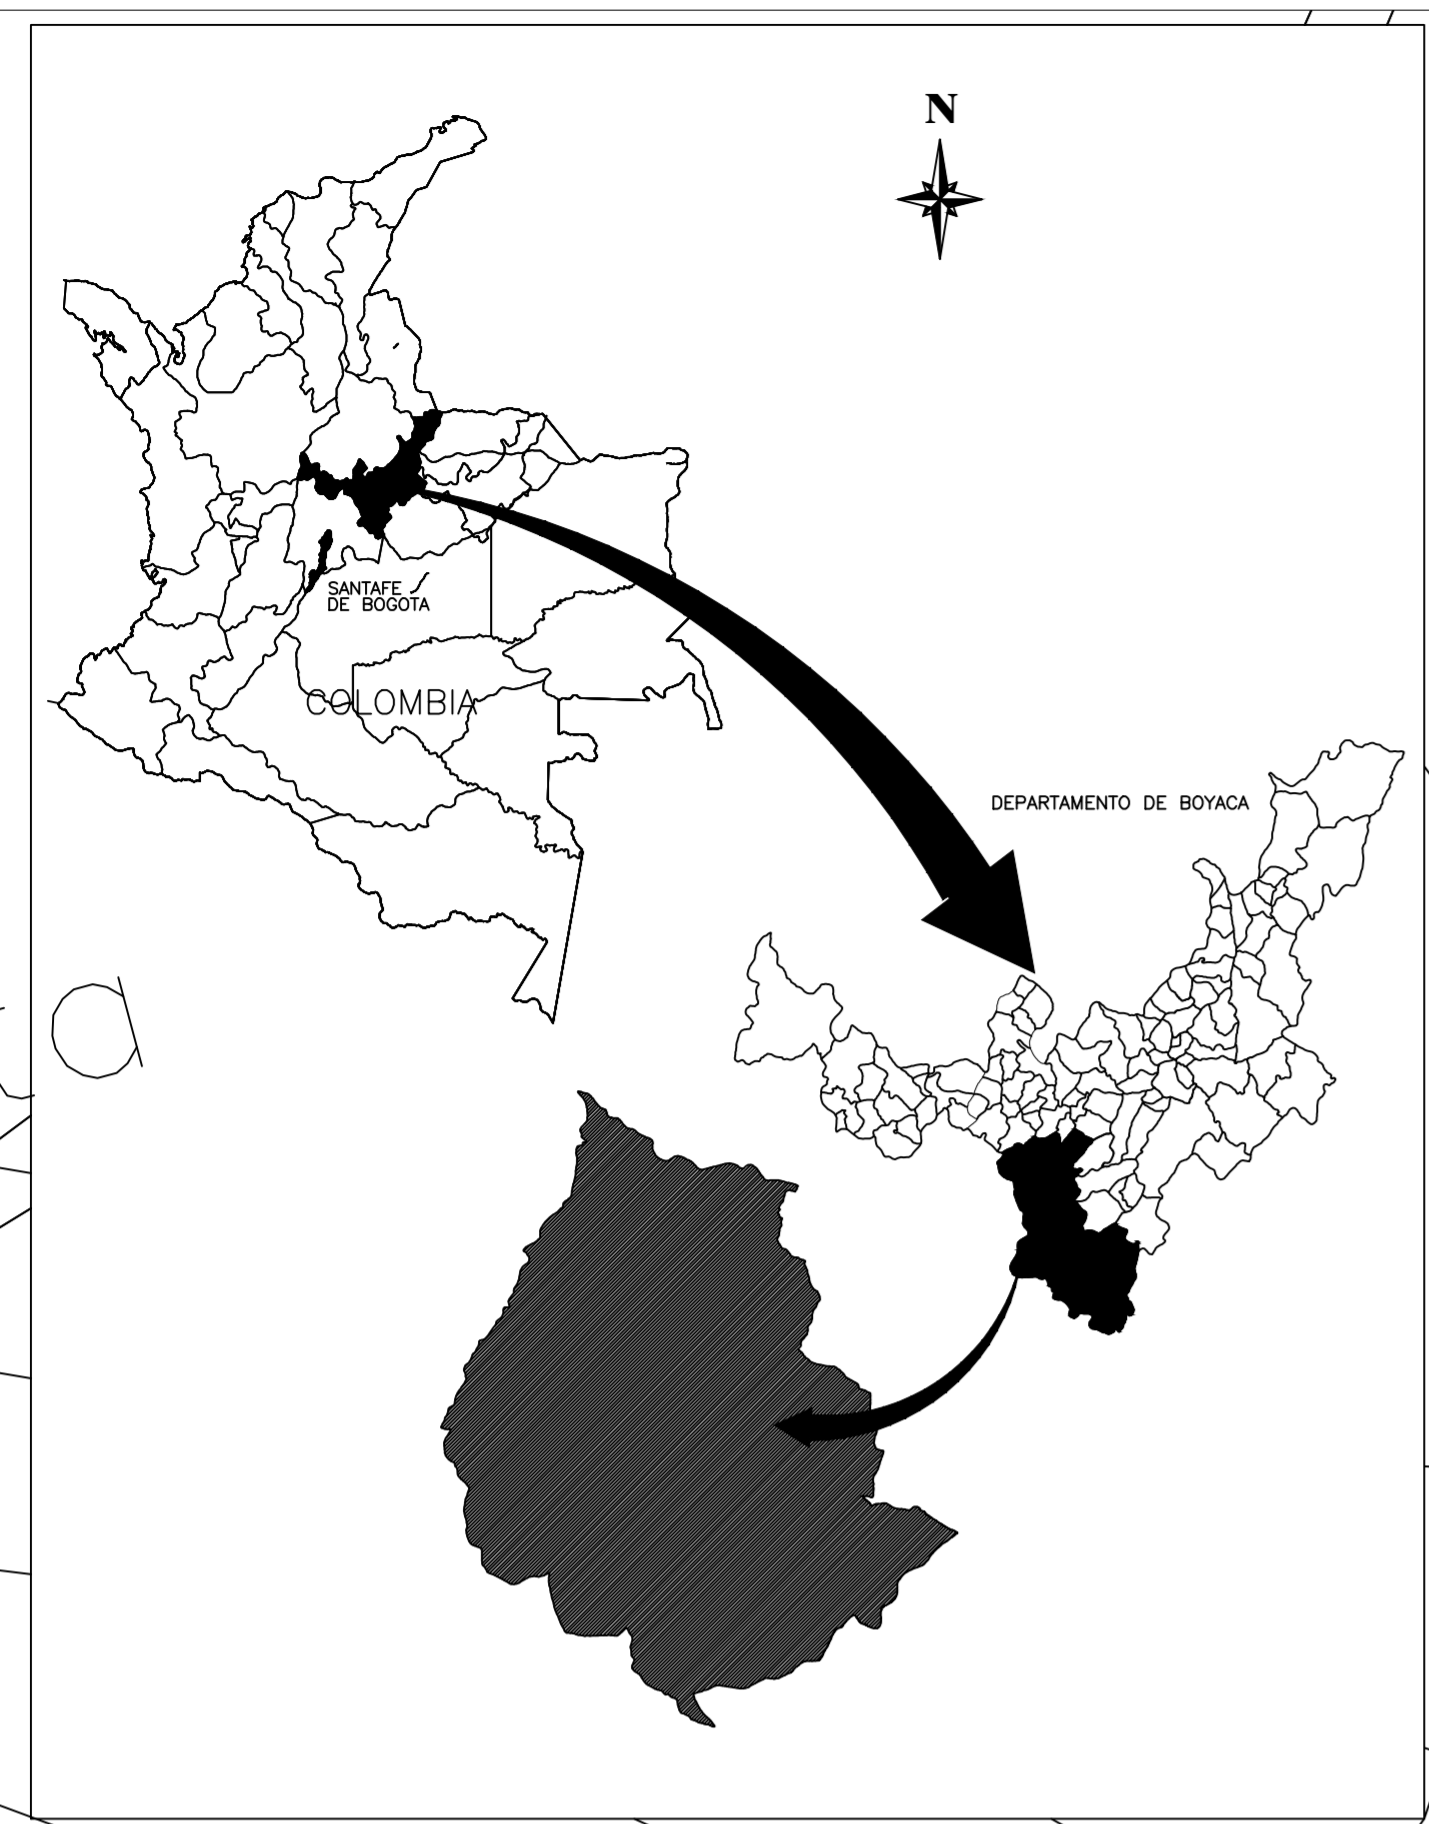 N
SANTAFE
DE BOGOTA
COLOMBIA
DEPARTAMENTO DE BOYACA